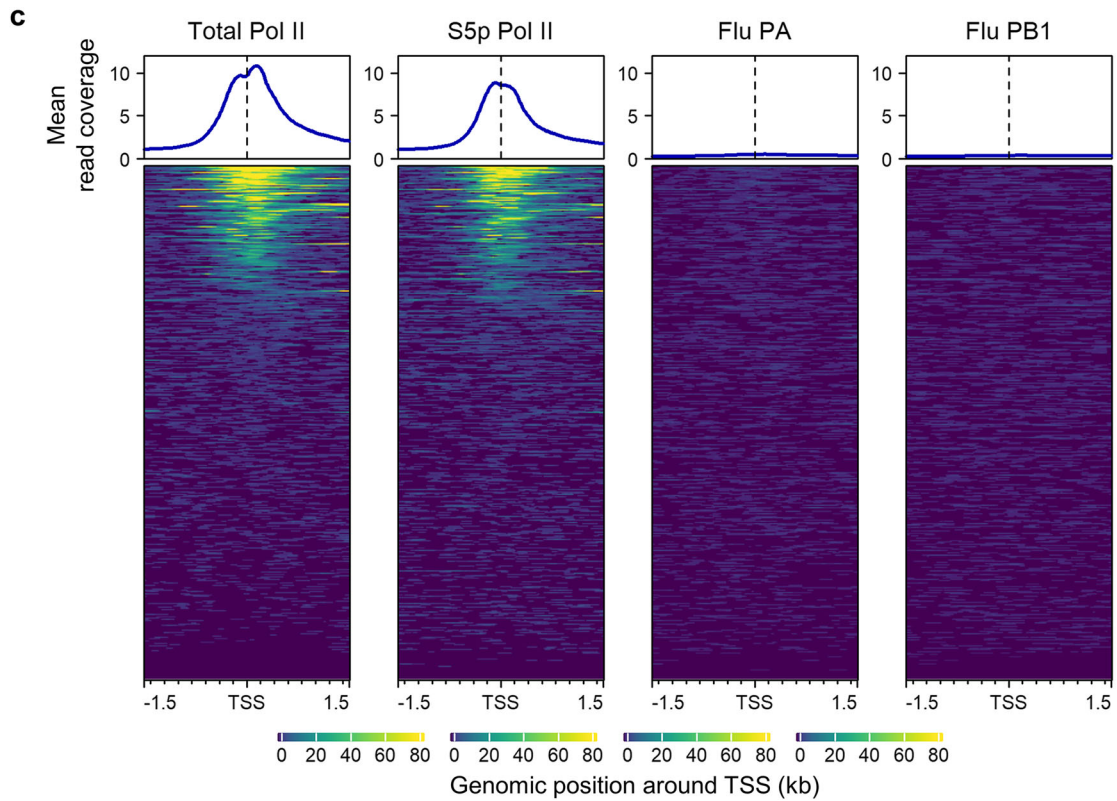 c
Total Pol II
S5p Pol II
Flu PA
Flu PB1
Mean
read coverage
10
5
0
10
5
0
10
5
0
10
5
0
-1.5 TSS 1.5
-1.5 TSS 1.5
-1.5 TSS 1.5
-1.5 TSS 1.5
0 20 40 60 80
0 20 40 60 80
0 20 40 60 80
0 20 40 60 80
Genomic position around TSS (kb)